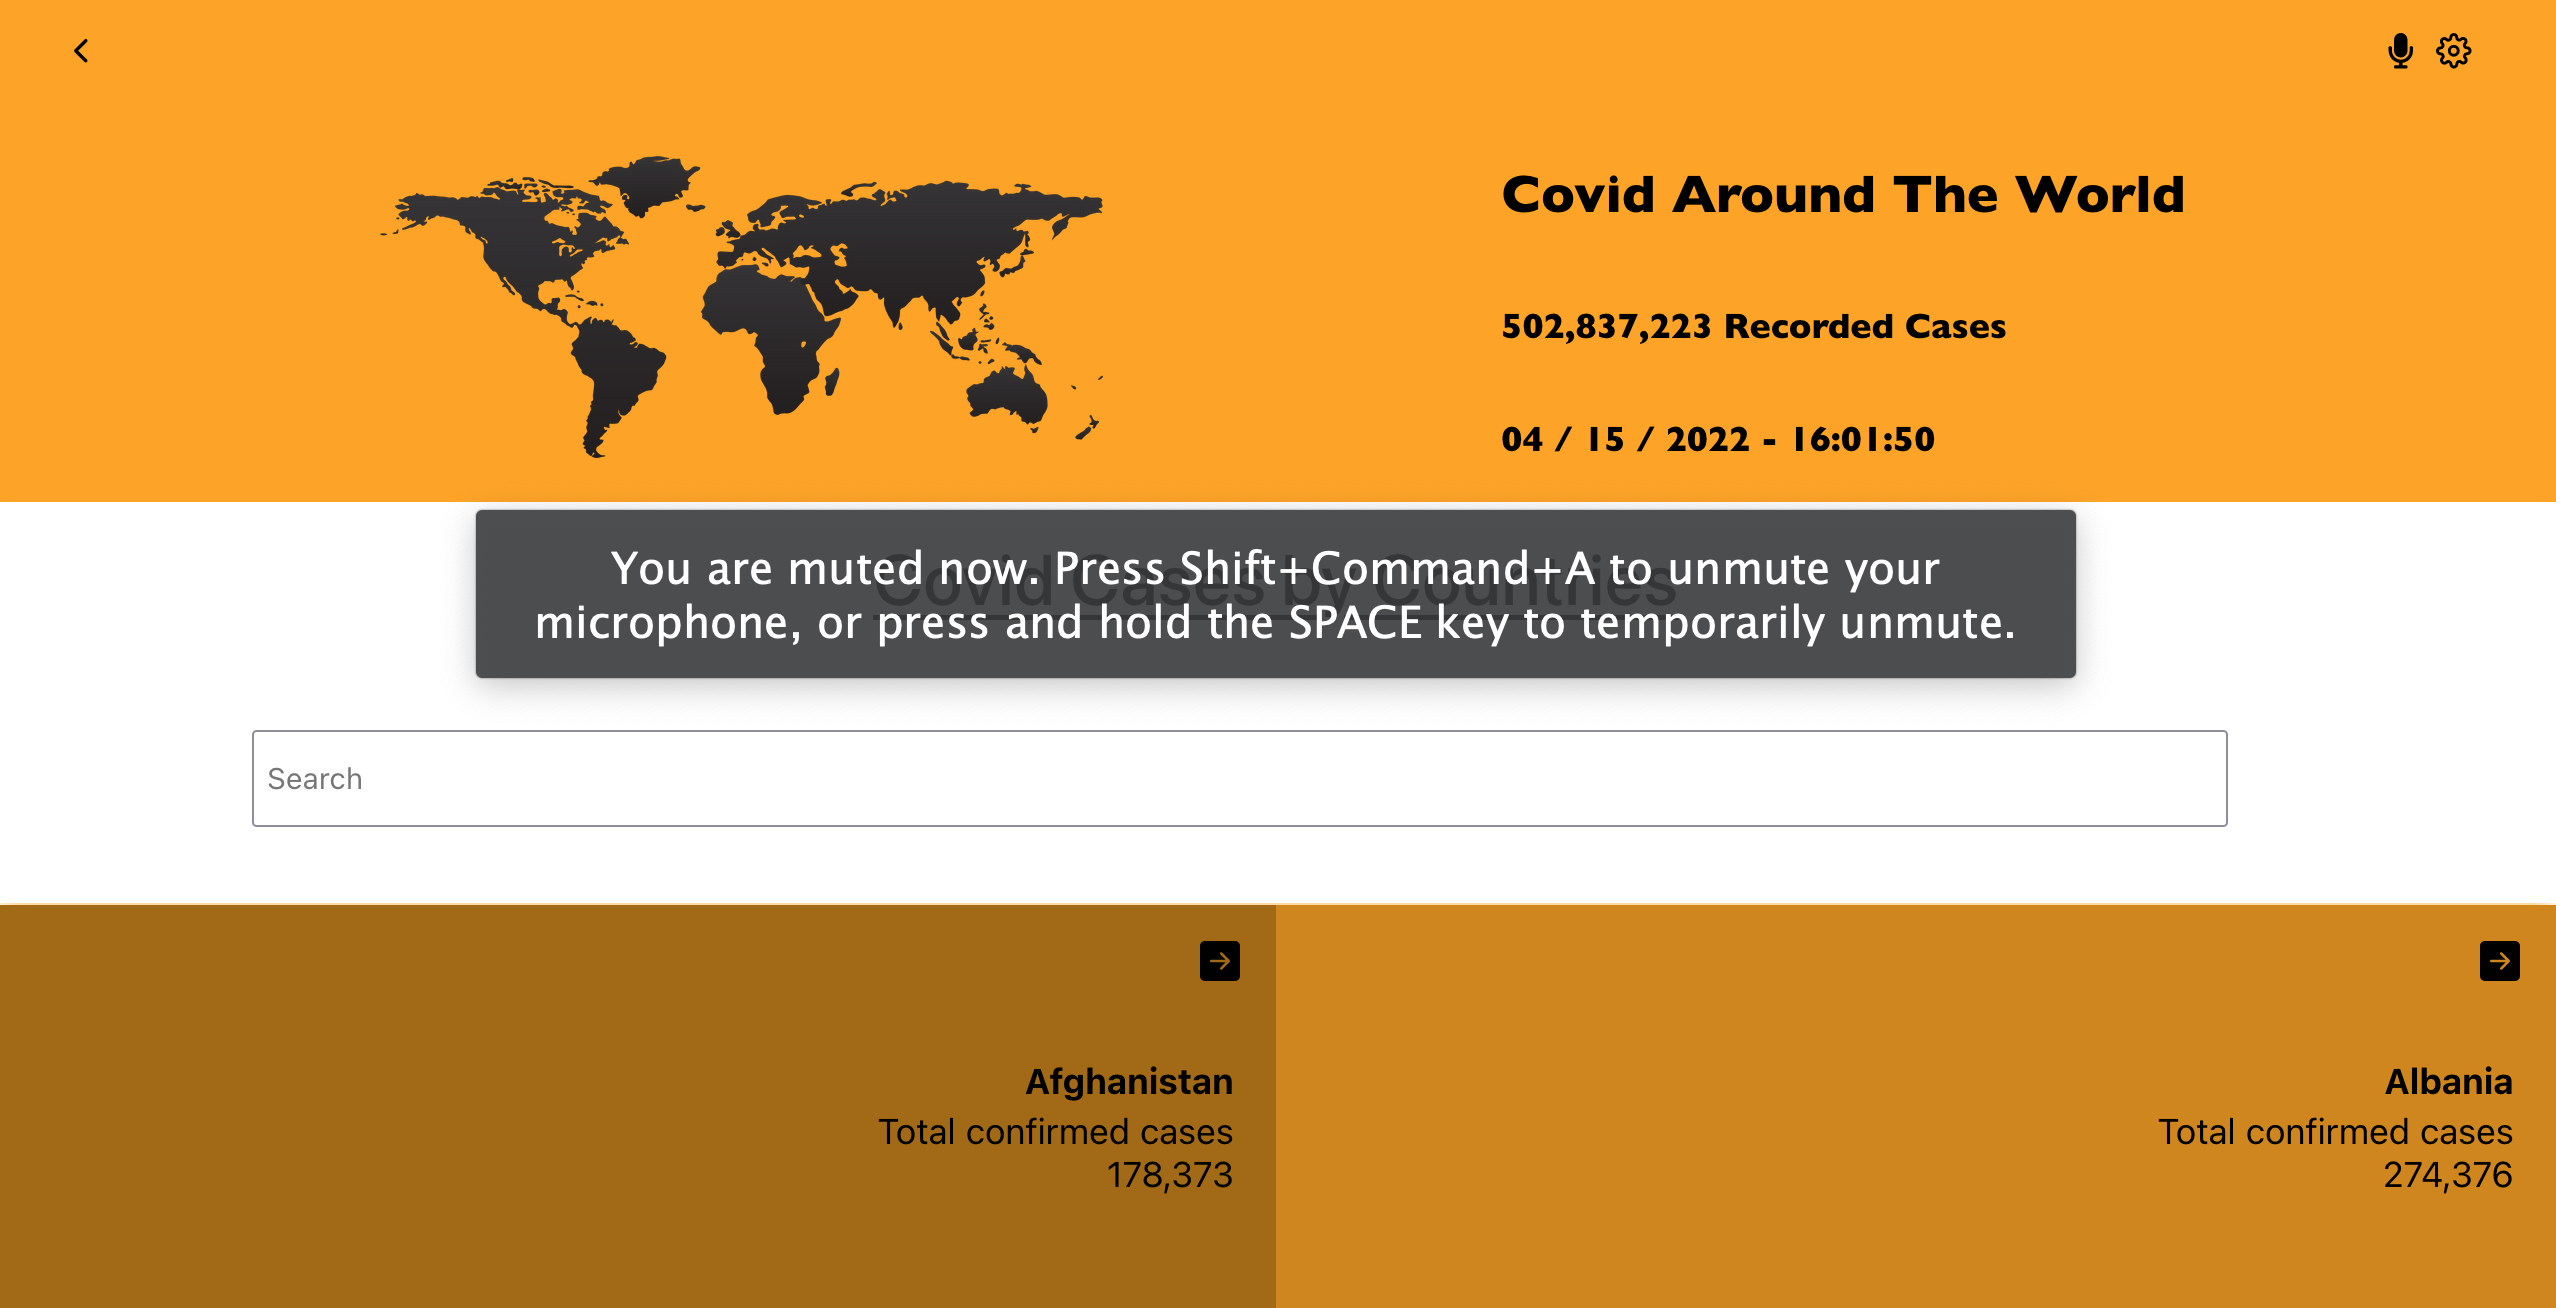 Covid Around The World
502,837,223 Recorded Cases
04 / 15 / 2022 - 16:01:50
Covid Cases by Countries
You are muted now. Press Shift+Command+A to unmute your
microphone, or press and hold the SPACE key to temporarily unmute.
Search
Afghanistan
Total confirmed cases
178,373
Albania
Total confirmed cases
274,376